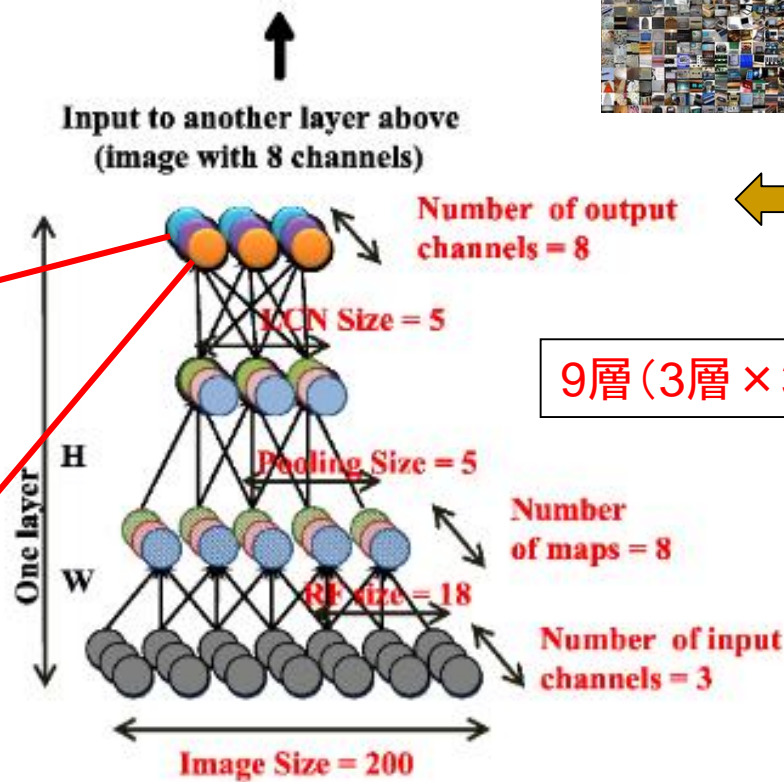 Input to another layer above
(image with 8 channels)
Number of output
channels = 8
LCN Size = 5
9層(3層×
H
Pooling Size = 5
One layer
Number
of maps = 8
W
RF size = 18
Number of input
channels = 3
Image Size = 200